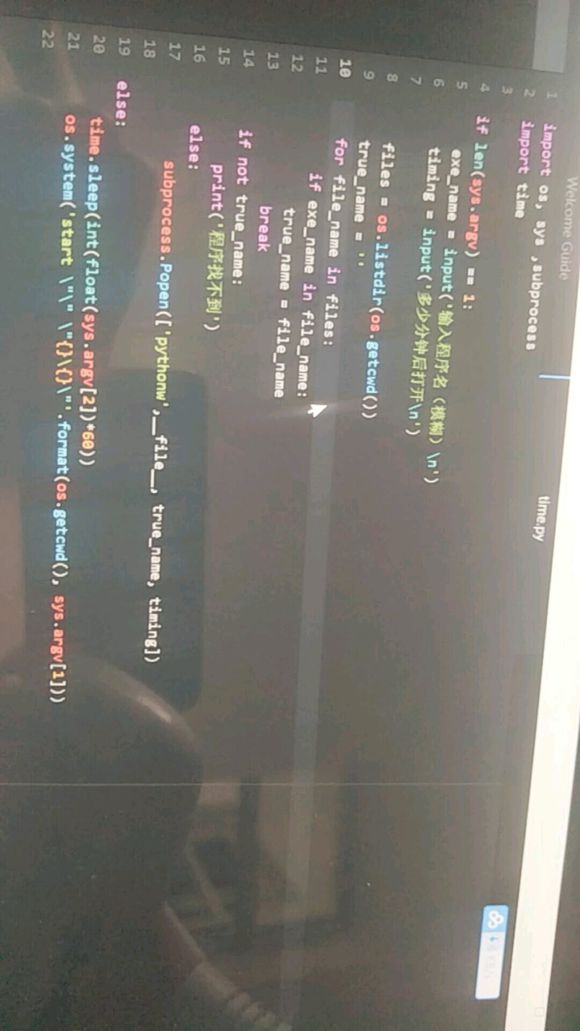 Welcome Guide
time.py
1 import os, sys ,subprocess
2 import time
3
4 if len(sys.argv) == 1:
5 exe_name = input('输入程序名（模糊）\n')
6 timing = input('多少分钟后打开\n')
7
8 files = os.listdir(os.getcwd())
9 true_name = ''
10 for file_name in files:
11 if exe_name in file_name:
12 true_name = file_name
13 break
14 if not true_name:
15 print('程序找不到')
16 else:
17 subprocess.Popen(['pythonw',__file__, true_name, timing])
18
19 else:
20 time.sleep(int(float(sys.argv[2])*60))
21 os.system('start \"\" \"{}\{}\"'.format(os.getcwd(), sys.argv[1]))
22